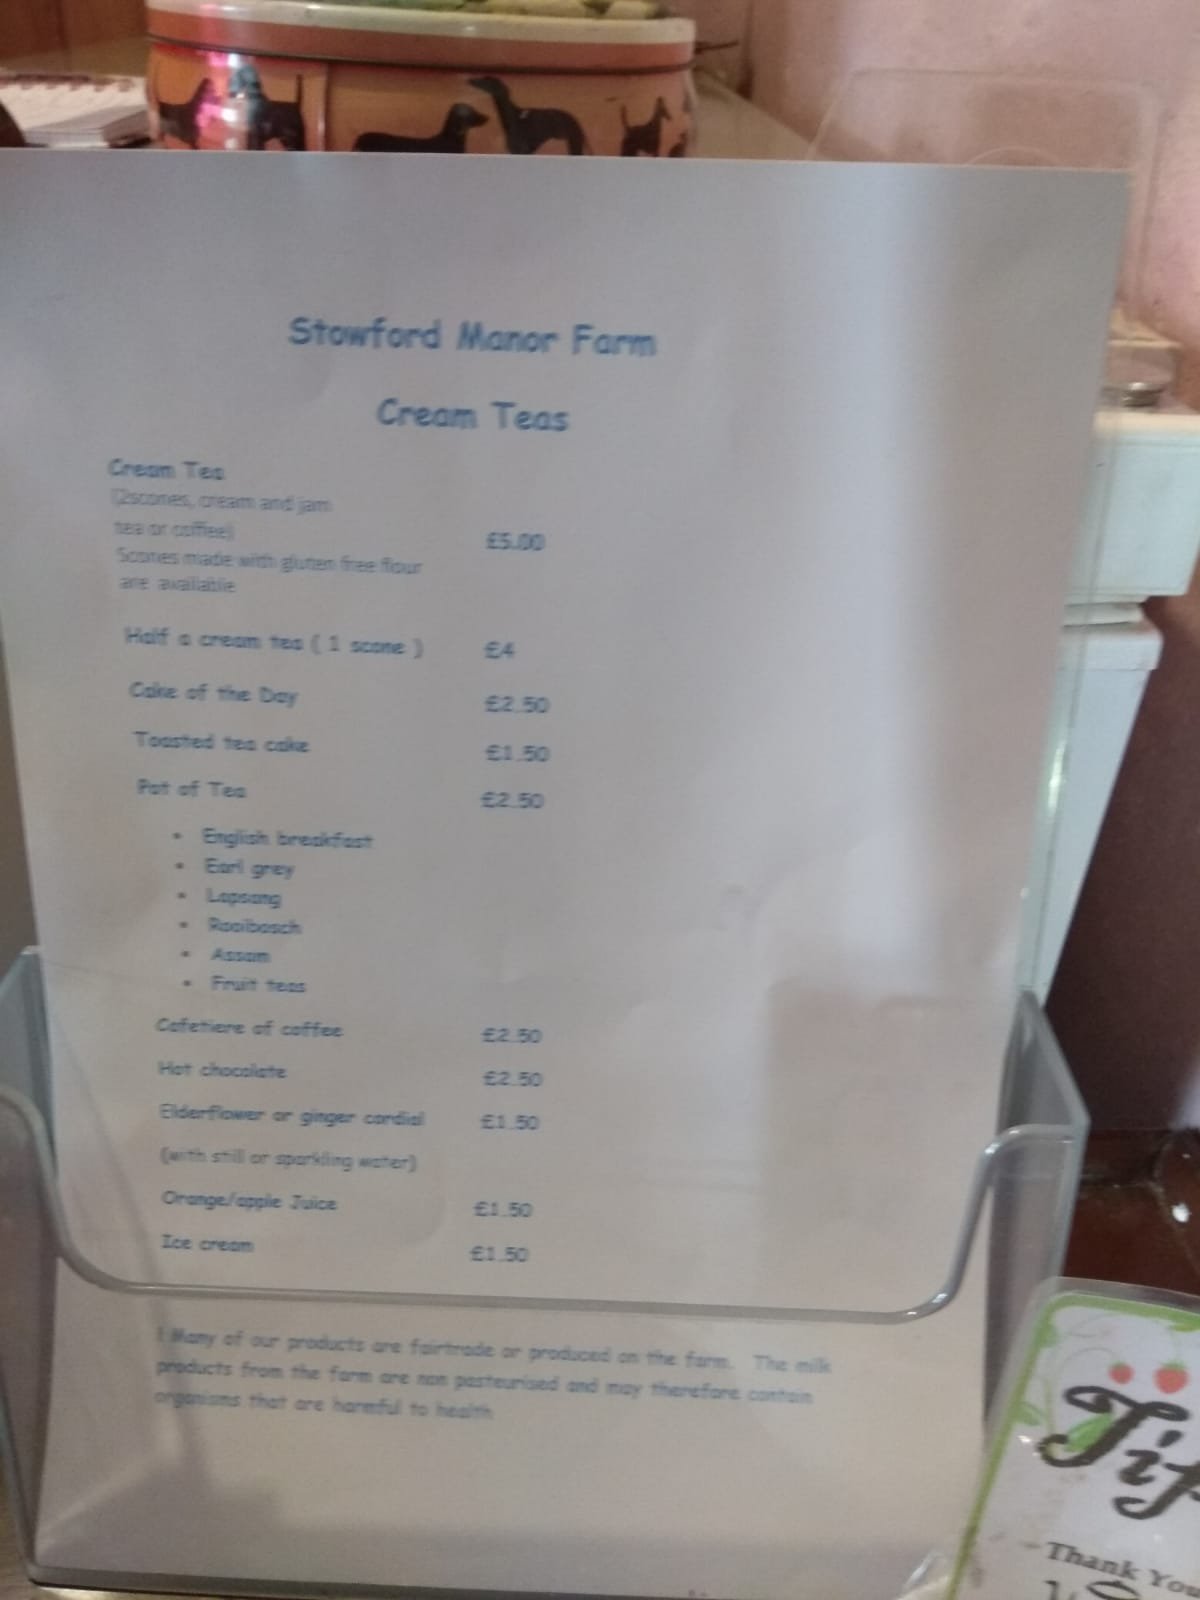 Stowford Manor Farm
Cream Teas
Cream Tea
(2scones, cream and jam
tea or coffee) £5.00
Scones made with gluten free flour
are available
Half a cream tea ( 1 scone ) £4
Cake of the Day £2.50
Toasted tea cake £1.50
Pot of Tea £2.50
• English breakfast
• Earl grey
• Lapsang
• Rooibosch
• Assam
• Fruit teas
Cafetiere of coffee £2.50
Hot chocolate £2.50
Elderflower or ginger cordial £1.50
(with still or sparkling water)
Orange/apple Juice £1.50
Ice cream £1.50
Many of our products are fairtrade or produced on the farm. The milk
products from the farm are non pasteurised and may therefore contain
organisms that are harmful to health
Thank You